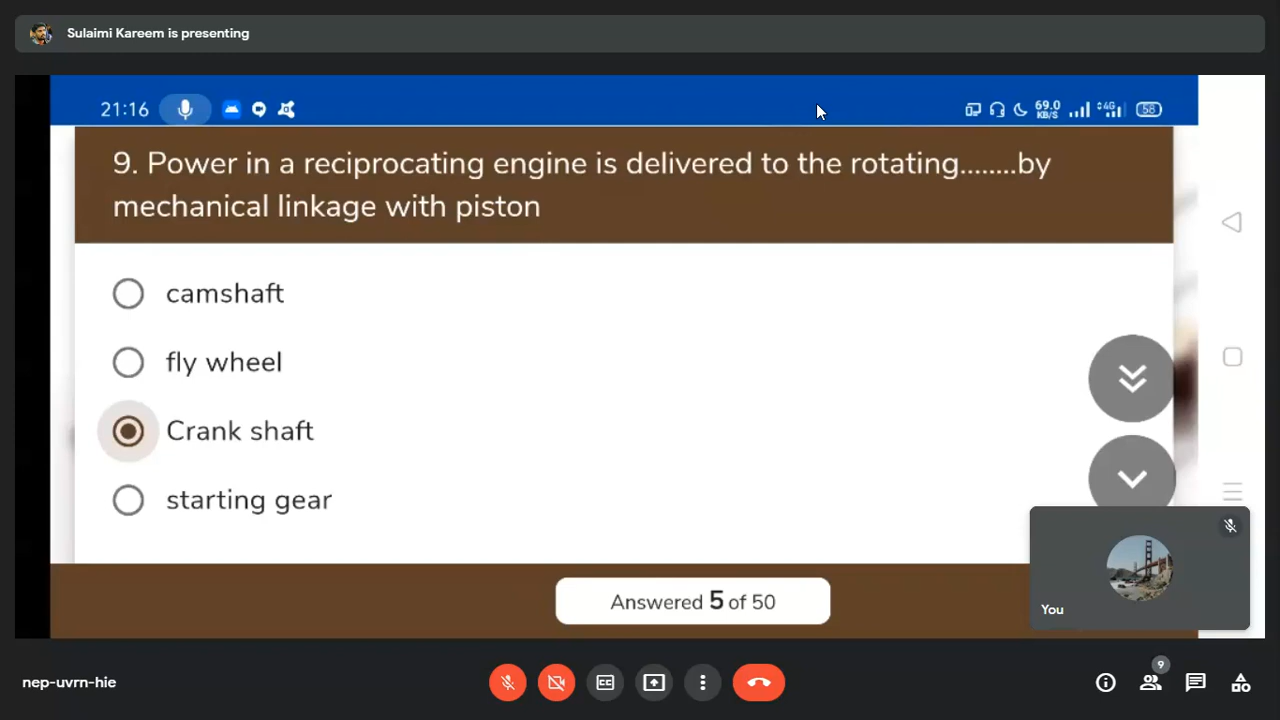 Sulaimi Kareem is presenting
21:16
69.0
KB/S
4G
58
9. Power in a reciprocating engine is delivered to the rotating........by
mechanical linkage with piston
camshaft
fly wheel
Crank shaft
starting gear
Answered 5 of 50
You
nep-uvrn-hie
CC
9